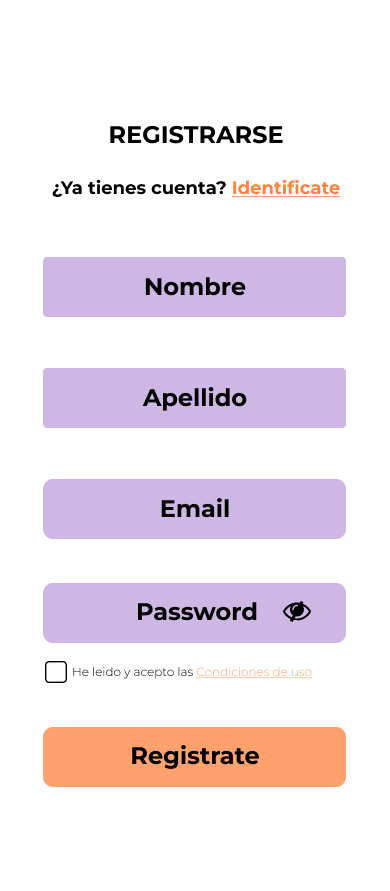 REGISTRARSE
¿Ya tienes cuenta? Identificate
Nombre
Apellido
Email
Password
He leido y acepto las Condiciones de uso
Registrate